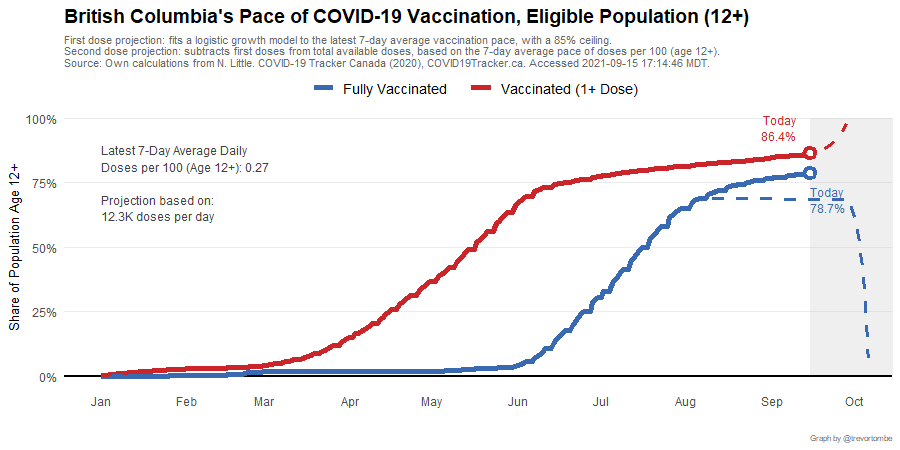 British Columbia's Pace of COVID-19 Vaccination, Eligible Population (12+)
First dose projection: fits a logistic growth model to the latest 7-day average vaccination pace, with a 85% ceiling.
Second dose projection: subtracts first doses from total available doses, based on the 7-day average pace of doses per 100 (age 12+).
Source: Own calculations from N. Little. COVID-19 Tracker Canada (2020), COVID19Tracker.ca. Accessed 2021-09-15 17:14:46 MDT.
Fully Vaccinated Vaccinated (1+ Dose)
Share of Population Age 12+
100%
75%
50%
25%
0%
Latest 7-Day Average Daily
Doses per 100 (Age 12+): 0.27
Projection based on:
12.3K doses per day
Today
86.4%
Today
78.7%
Jan Feb Mar Apr May Jun Jul Aug Sep Oct
Graph by @trevortombe